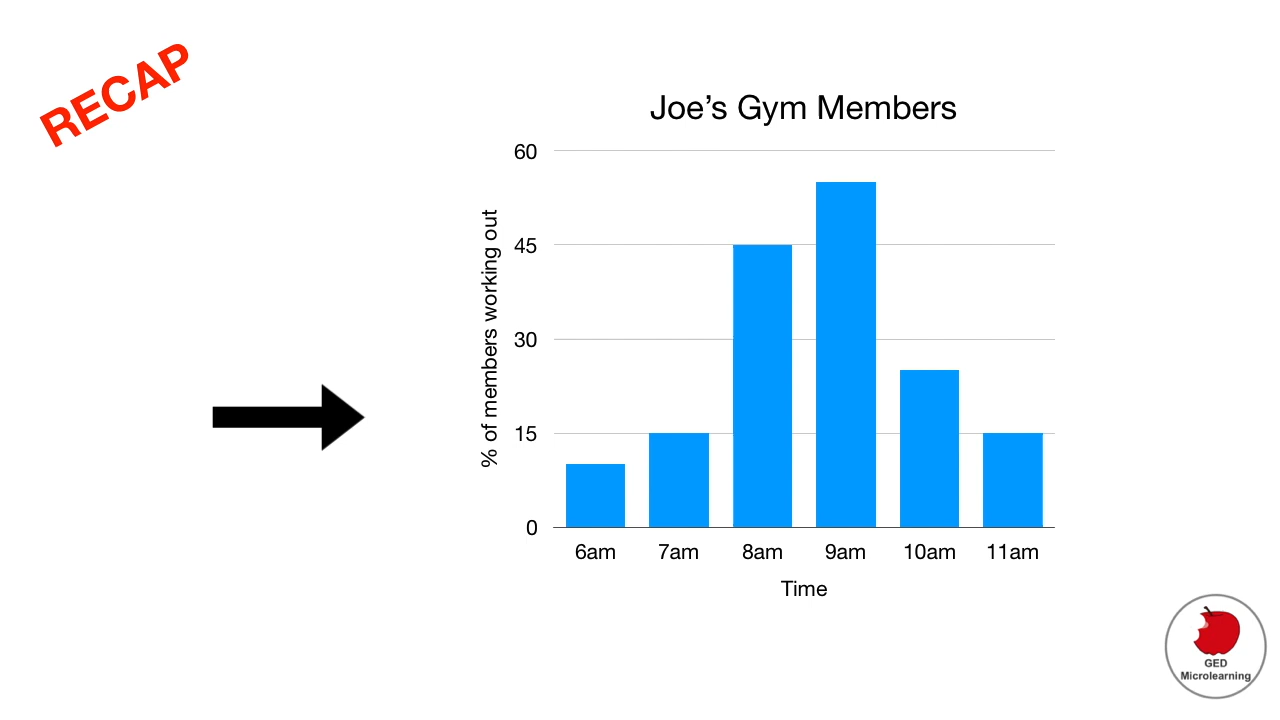 RECAP
Joe’s Gym Members
% of members working out
60
45
30
15
0
6am 7am 8am 9am 10am 11am
Time
GED
Microlearning